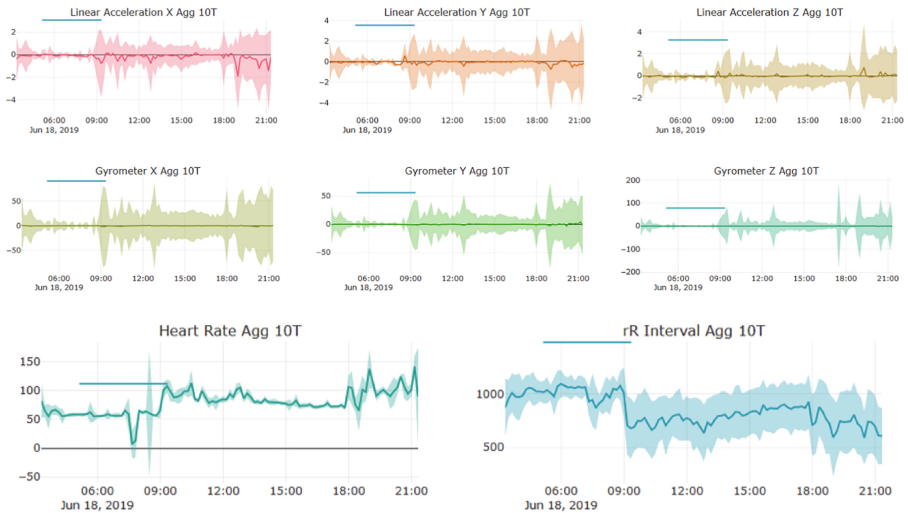 Linear Acceleration X Agg 10T
2
0
−2
−4
06:00 09:00 12:00 15:00 18:00 21:00
Jun 18, 2019
Linear Acceleration Y Agg 10T
4
2
0
−2
−4
06:00 09:00 12:00 15:00 18:00 21:00
Jun 18, 2019
Linear Acceleration Z Agg 10T
4
2
0
−2
06:00 09:00 12:00 15:00 18:00 21:00
Jun 18, 2019
Gyrometer X Agg 10T
50
0
−50
06:00 09:00 12:00 15:00 18:00 21:00
Jun 18, 2019
Gyrometer Y Agg 10T
50
0
−50
06:00 09:00 12:00 15:00 18:00 21:00
Jun 18, 2019
Gyrometer Z Agg 10T
200
100
0
−100
−200
06:00 09:00 12:00 15:00 18:00 21:00
Jun 18, 2019
Heart Rate Agg 10T
150
100
50
0
−50
06:00 09:00 12:00 15:00 18:00 21:00
Jun 18, 2019
rR Interval Agg 10T
1000
500
06:00 09:00 12:00 15:00 18:00 21:00
Jun 18, 2019